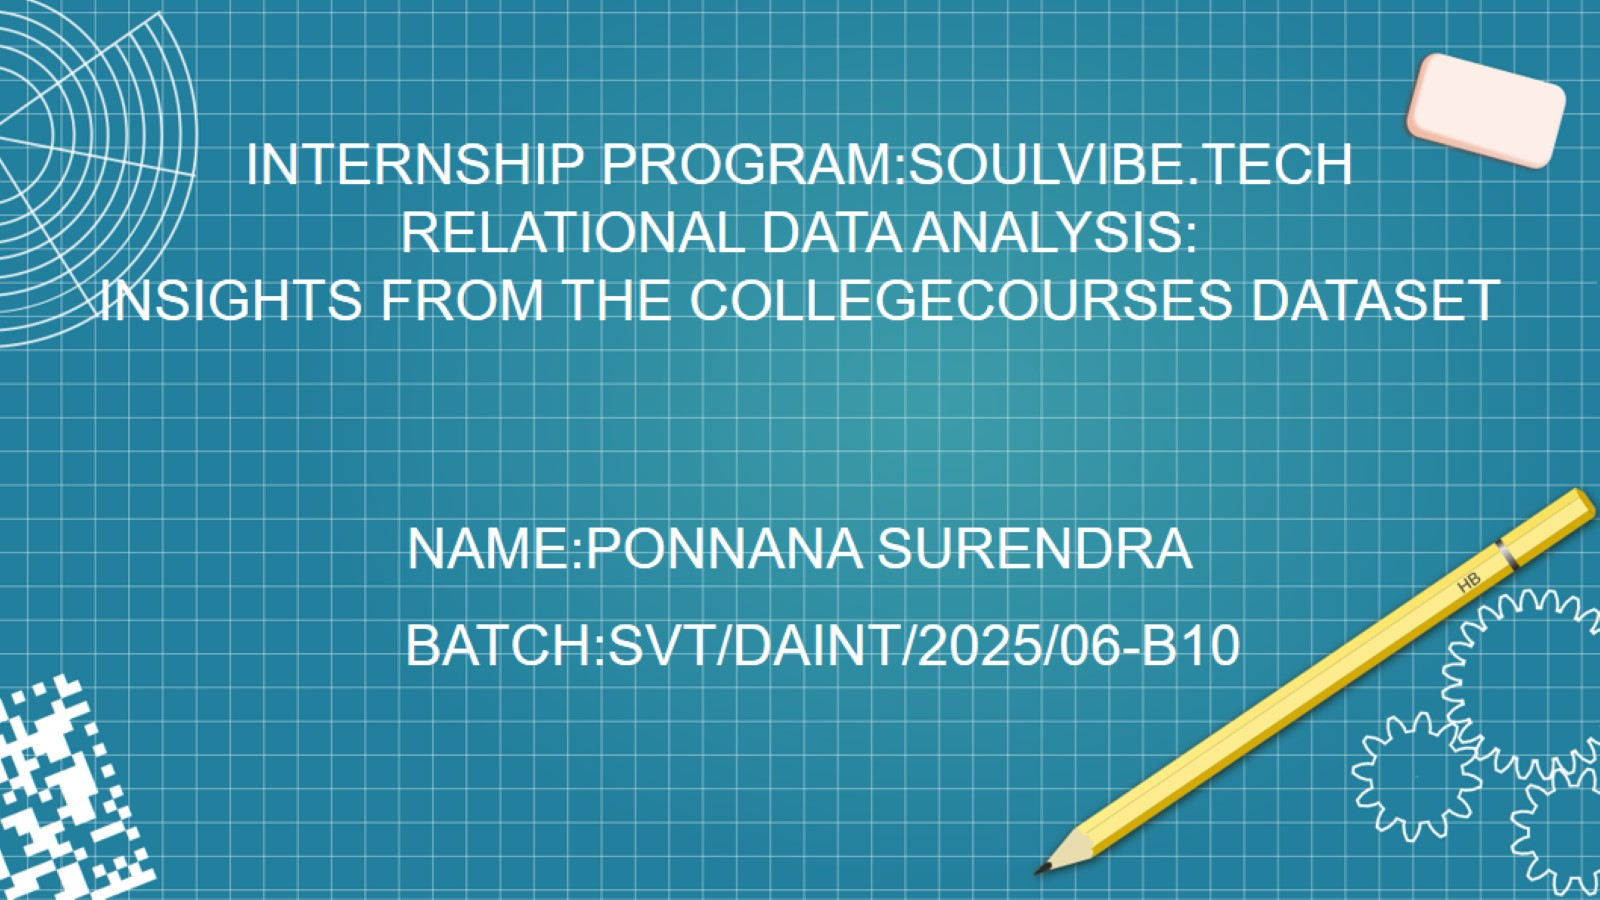 INTERNSHIP PROGRAM:SOULVIBE.TECH
RELATIONAL DATA ANALYSIS:
INSIGHTS FROM THE COLLEGECOURSES DATASET
NAME:PONNANA SURENDRA
BATCH:SVT/DAINT/2025/06-B10
HB